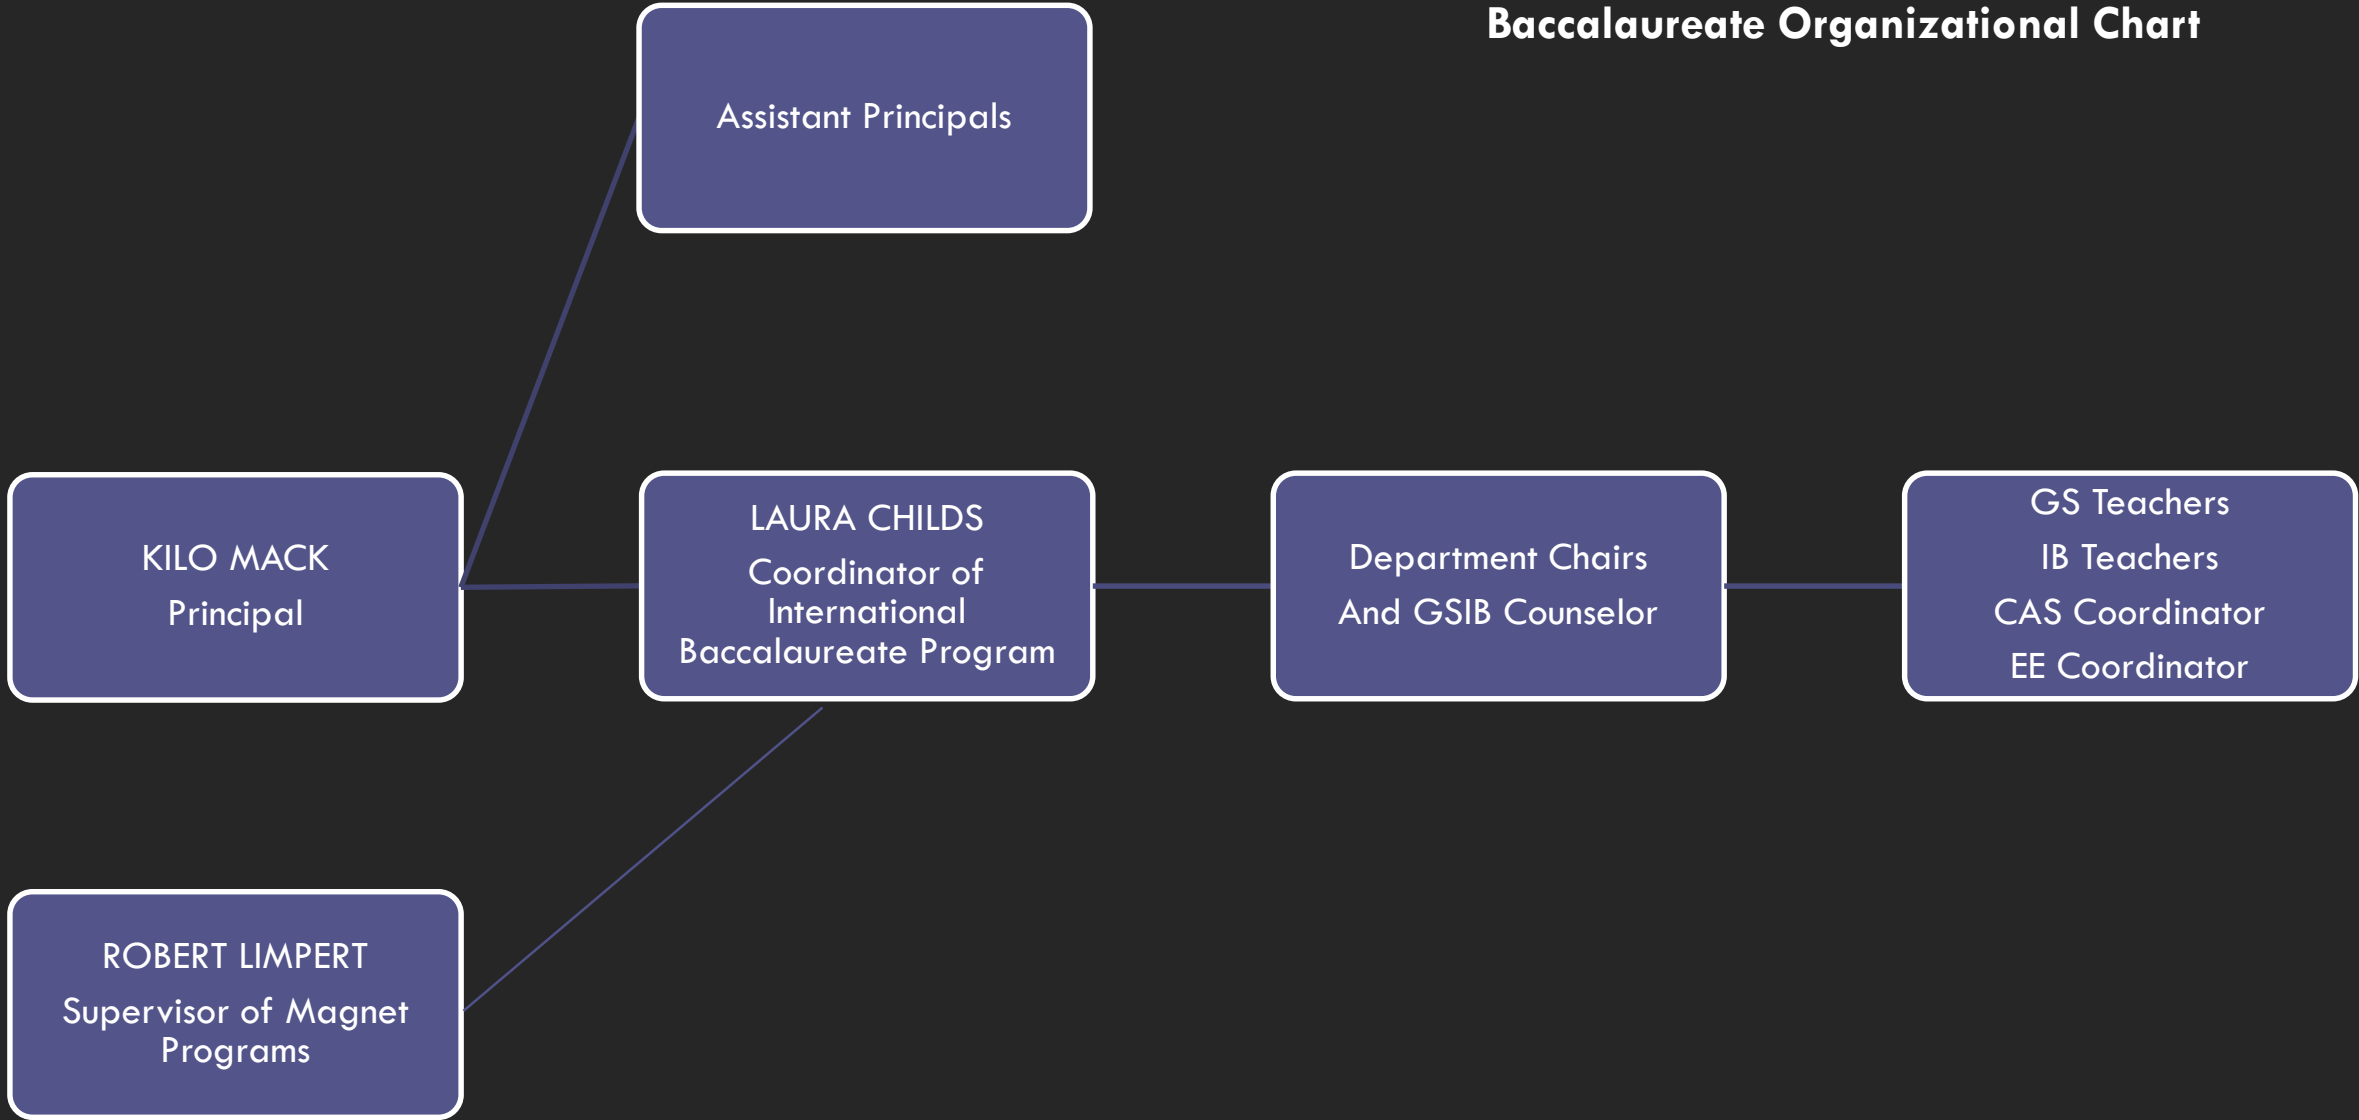 Baccalaureate Organizational Chart
Assistant Principals
KILO MACK
Principal
LAURA CHILDS
Coordinator of
International
Baccalaureate Program
Department Chairs
And GSIB Counselor
GS Teachers
IB Teachers
CAS Coordinator
EE Coordinator
ROBERT LIMPERT
Supervisor of Magnet
Programs